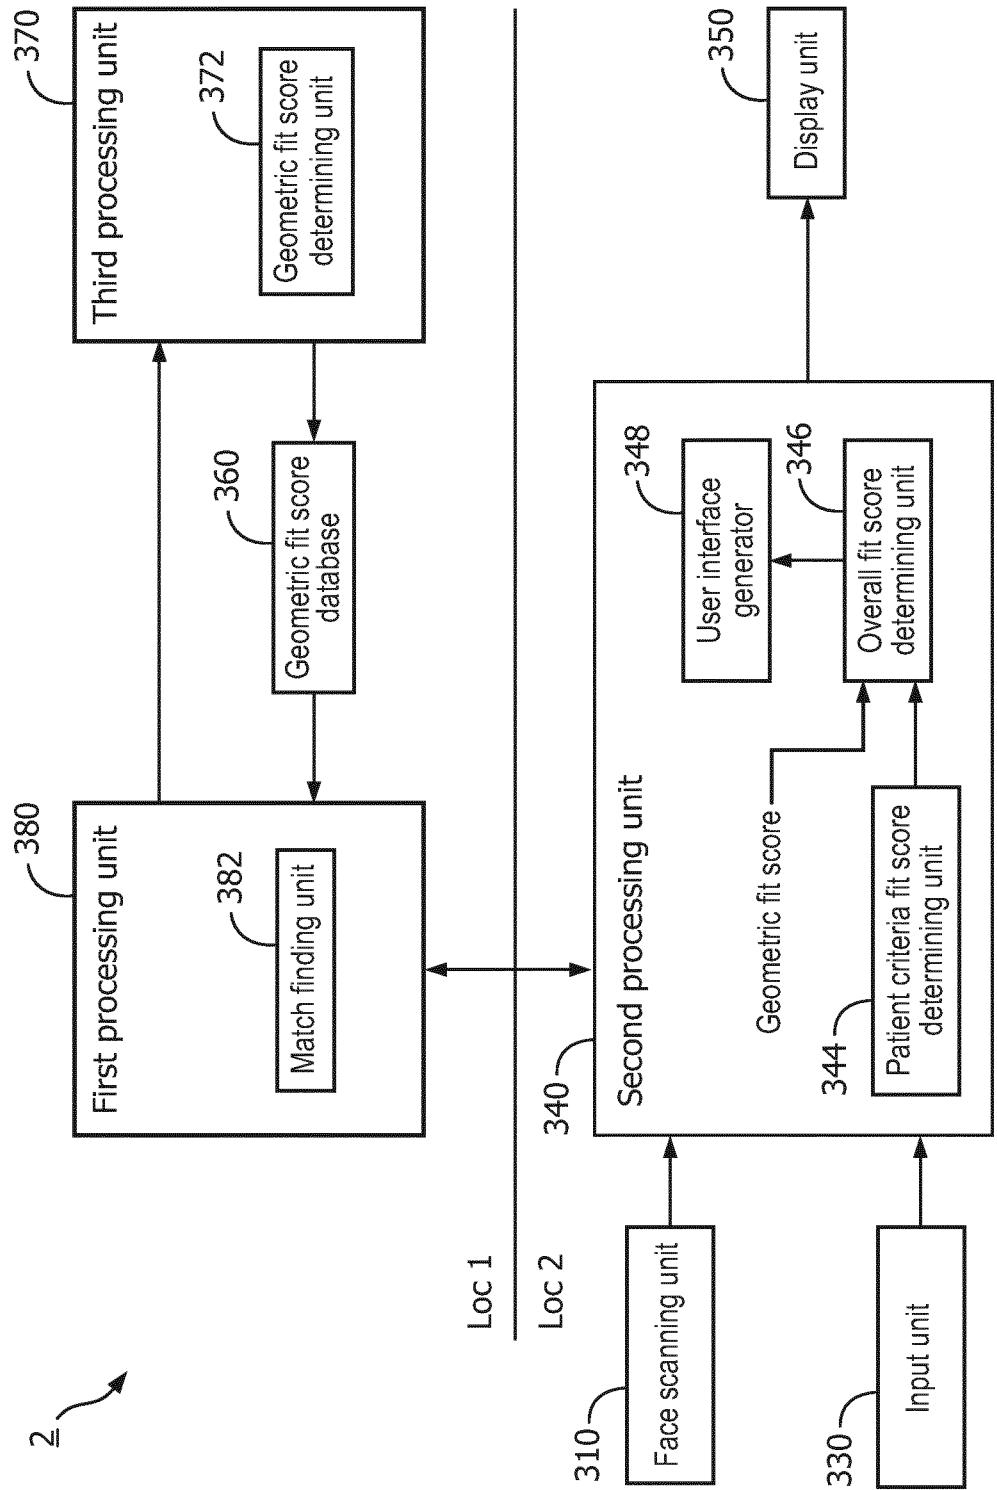 2
Loc 1
Loc 2
380
First processing unit
382
Match finding unit
360
Geometric fit score
database
370
Third processing unit
372
Geometric fit score
determining unit
310
Face scanning unit
330
Input unit
340
Second processing unit
Geometric fit score
344
Patient criteria fit score
determining unit
348
User interface
generator
346
Overall fit score
determining unit
350
Display unit